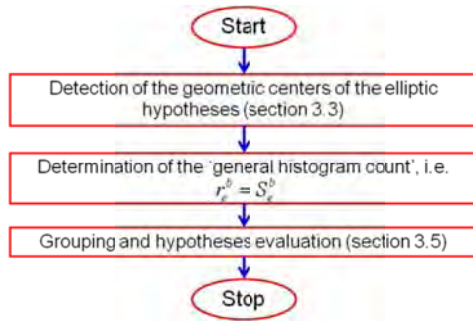 Start
Detection of the geometric centers of the elliptic
hypotheses (section 3.3)
Determination of the 'general histogram count', i.e.
r_e^b = S_e^b
Grouping and hypotheses evaluation (section 3.5)
Stop